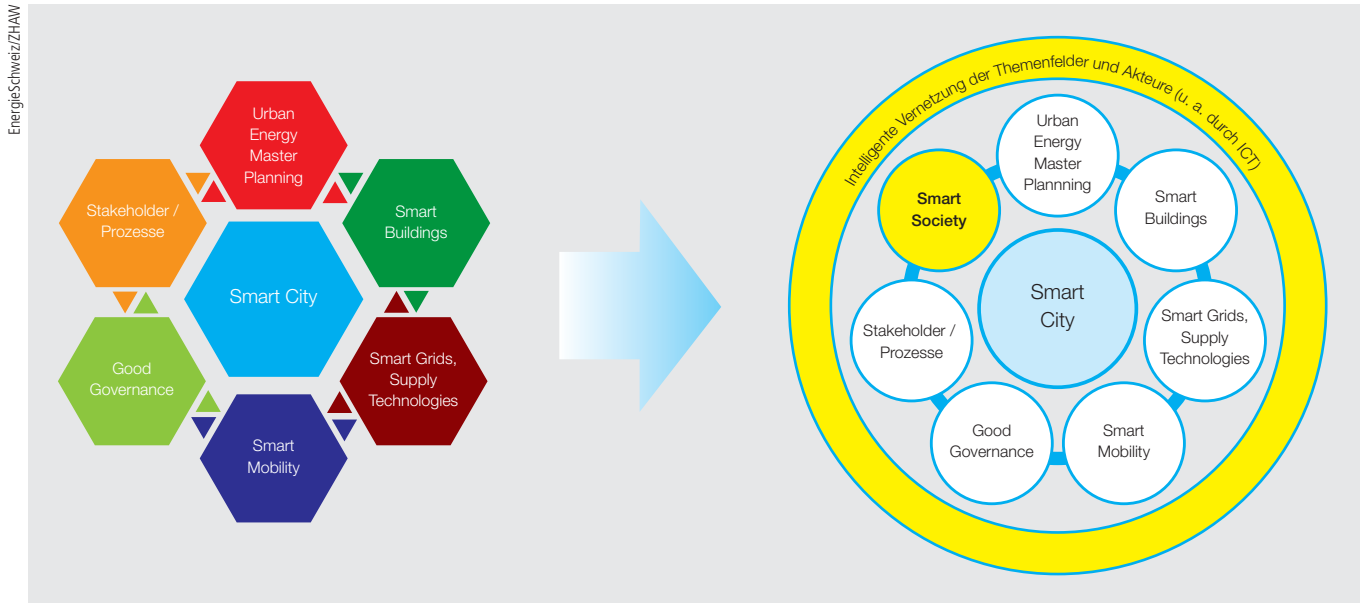 EnergieSchweiz/ZHAW
Urban
Energy
Master
Planning
Stakeholder /
Prozesse
Smart
Buildings
Smart City
Good
Governance
Smart Grids,
Supply
Technologies
Smart
Mobility
Intelligente Vernetzung der Themenfelder und Akteure (u. a. durch ICT)
Urban
Energy
Master
Plannning
Smart
Society
Smart
Buildings
Smart
City
Stakeholder /
Prozesse
Smart Grids,
Supply
Technologies
Good
Governance
Smart
Mobility